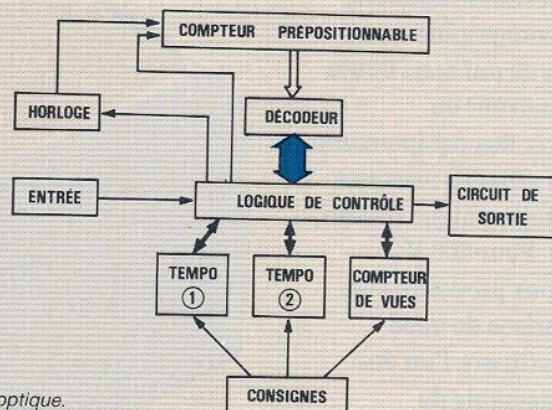 COMPTEUR PRÉPOSITIONNABLE
HORLOGE
DÉCODEUR
ENTRÉE
LOGIQUE DE CONTRÔLE
CIRCUIT DE
SORTIE
TEMPO
1
TEMPO
2
COMPTEUR
DE VUES
CONSIGNES
optique.